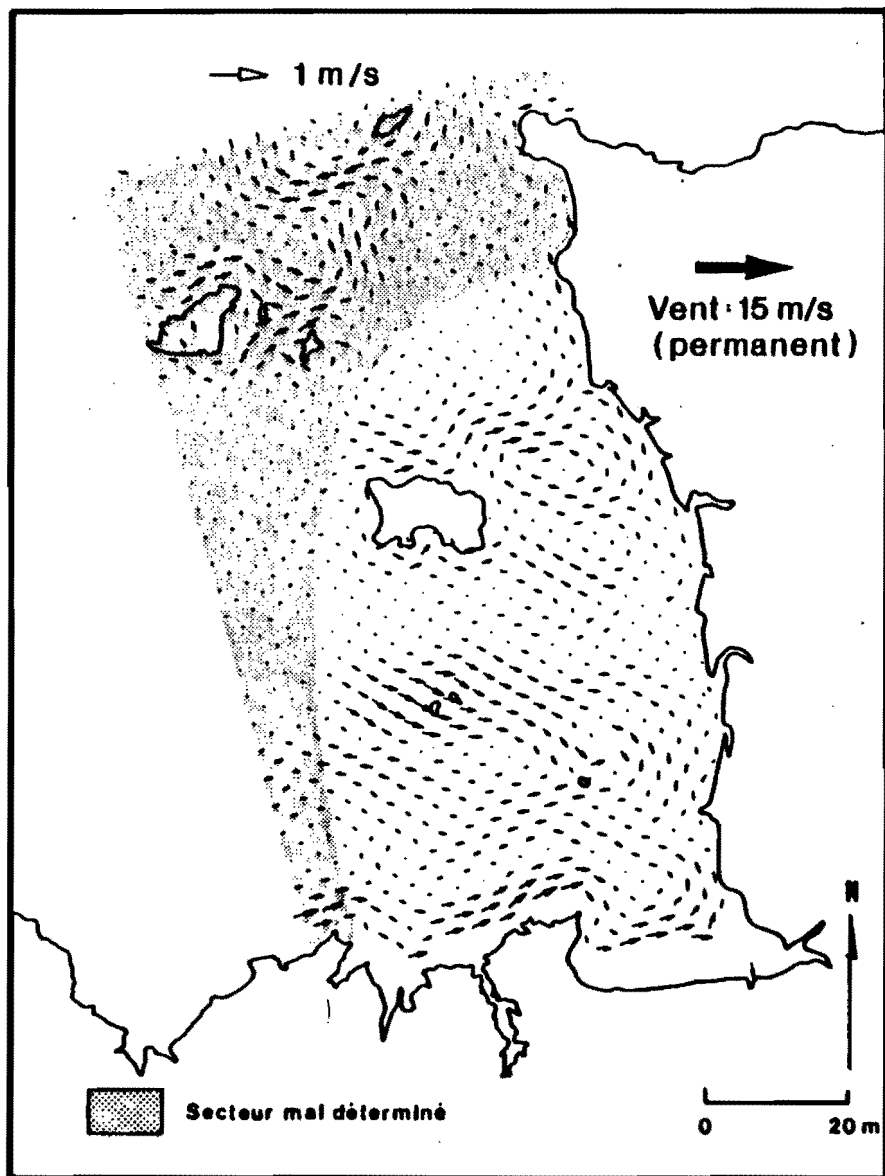 1 m/s
Vent : 15 m/s
(permanent)
N
Secteur mal déterminé
0 20 m